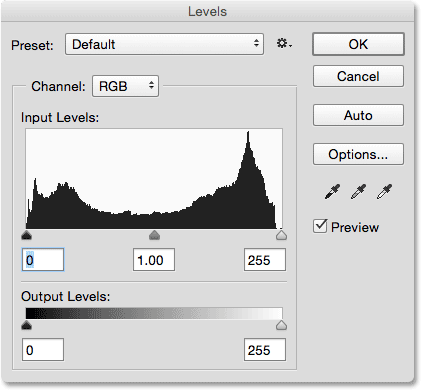 Levels
Preset: Default
OK
Cancel
Auto
Options...
Preview
Channel: RGB
Input Levels:
0 1.00 255
Output Levels:
0 255